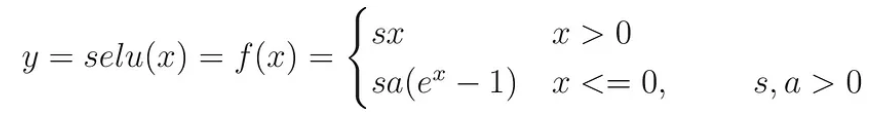 sx x > 0
y = selu(x) = f(x) = {
sa(e^x − 1) x <= 0, s, a > 0